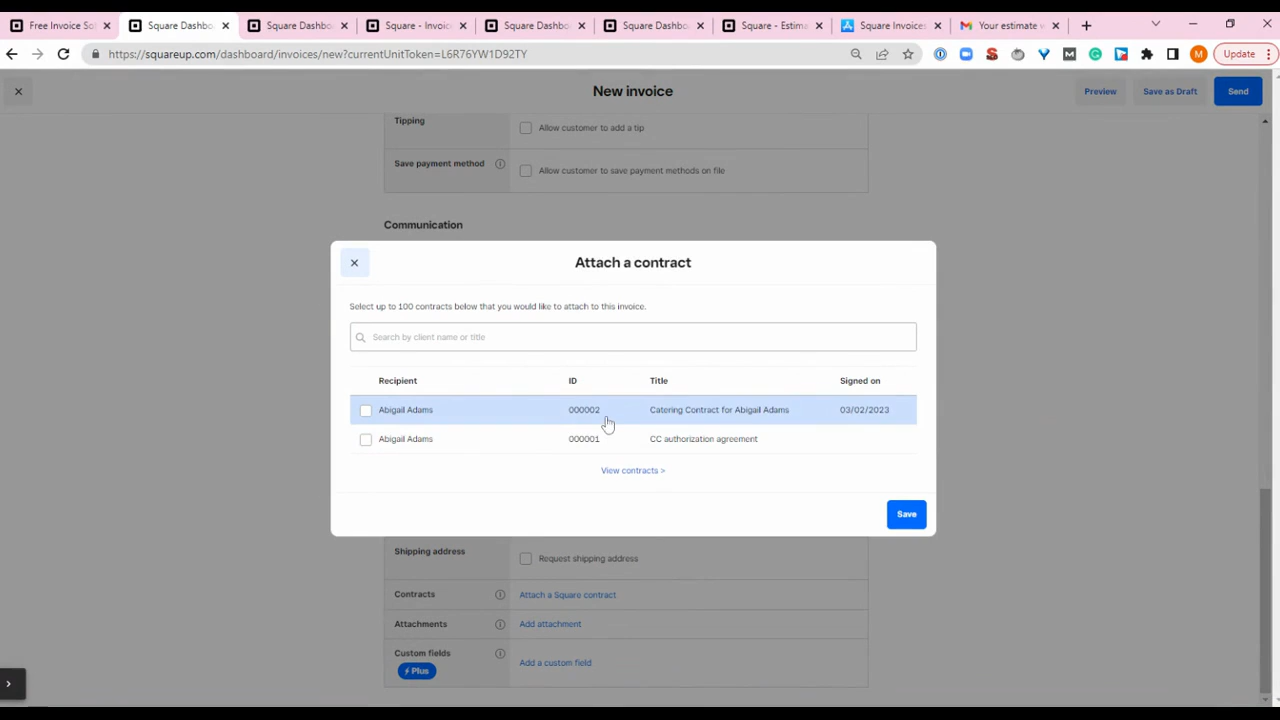 Free Invoice So
Square Dashbo
Square Dashbo
Square - Invoic
Square Dashbo
Square Dashbo
Square - Estima
Square Invoices
Your estimate w
https://squareup.com/dashboard/invoices/new?currentUnitToken=L6R76YW1D92TY
M
Update
New invoice
Preview
Save as Draft
Send
Tipping
Allow customer to add a tip
Save payment method
Allow customer to save payment methods on file
Communication
Attach a contract
Select up to 100 contracts below that you would like to attach to this invoice.
Search by client name or title
Recipient ID Title Signed on
Abigail Adams 000002 Catering Contract for Abigail Adams 03/02/2023
Abigail Adams 000001 CC authorization agreement
View contracts >
Save
Shipping address
Request shipping address
Contracts
Attach a Square contract
Attachments
Add attachment
Custom fields
Plus
Add a custom field